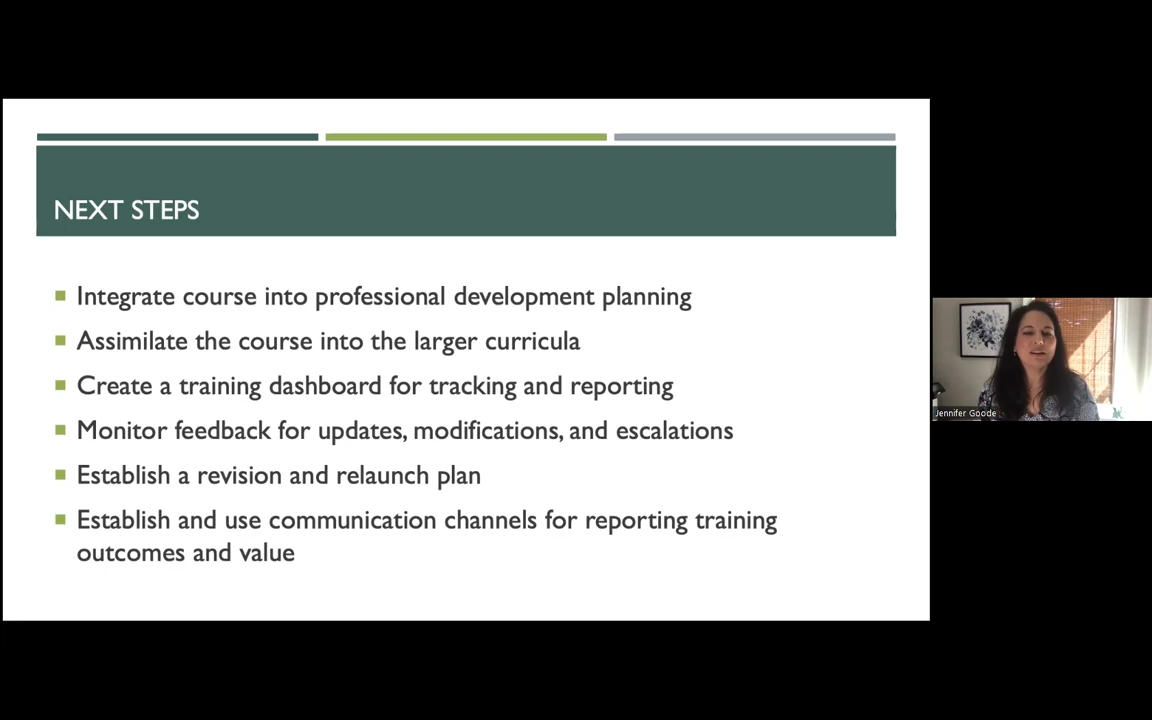 NEXT STEPS
Integrate course into professional development planning
Assimilate the course into the larger curricula
Create a training dashboard for tracking and reporting
Monitor feedback for updates, modifications, and escalations
Establish a revision and relaunch plan
Establish and use communication channels for reporting training
outcomes and value
Jennifer Goode